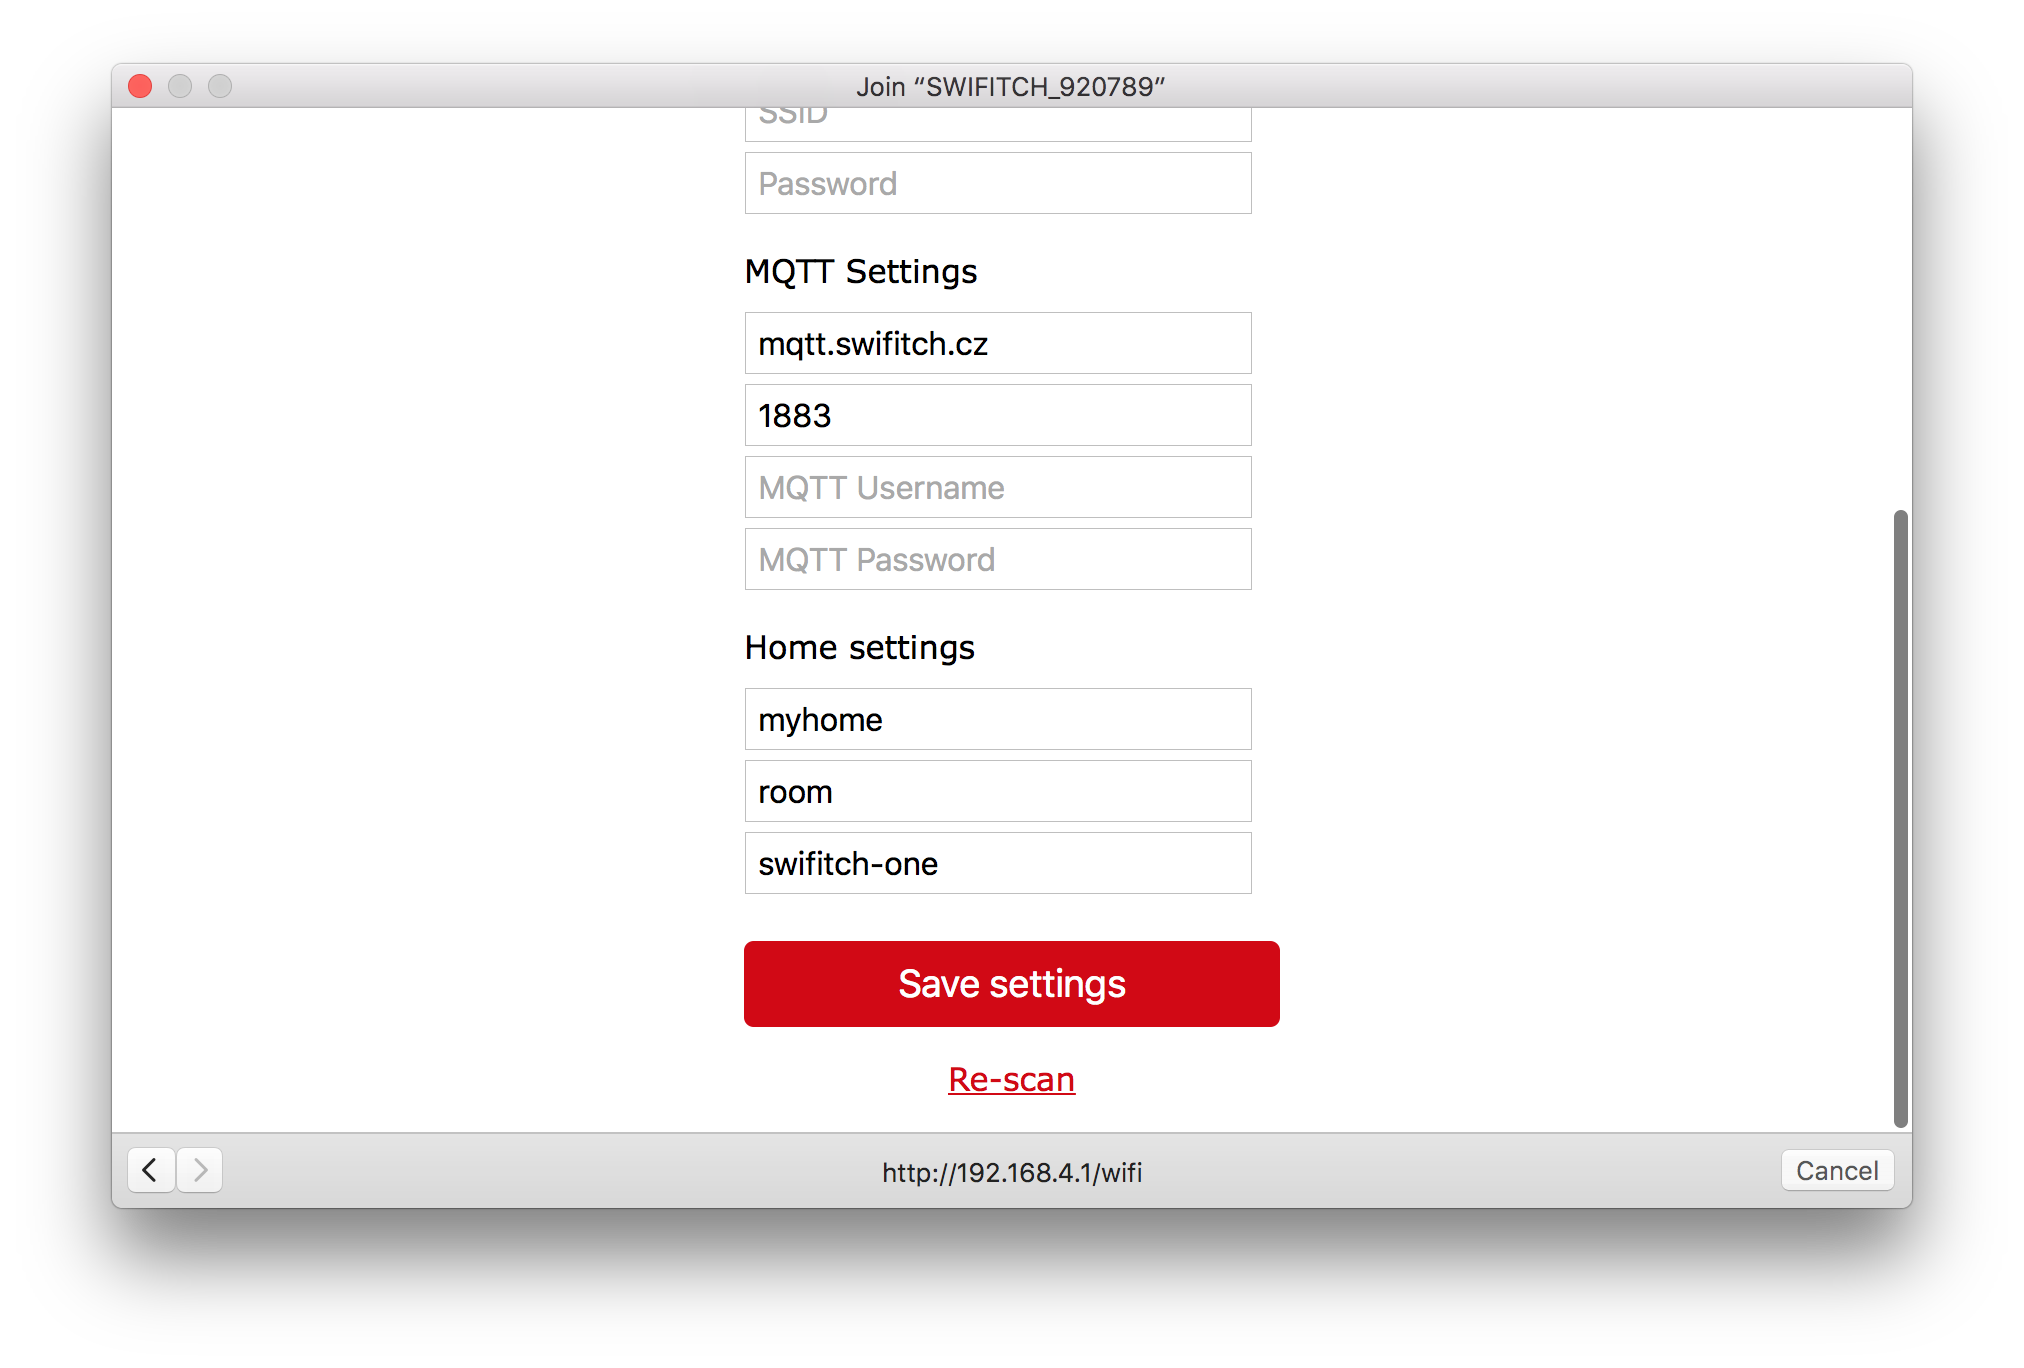 Join “SWIFITCH_920789”
SSID
Password
MQTT Settings
mqtt.swifitch.cz
1883
MQTT Username
MQTT Password
Home settings
myhome
room
swifitch-one
Save settings
Re-scan
http://192.168.4.1/wifi
Cancel